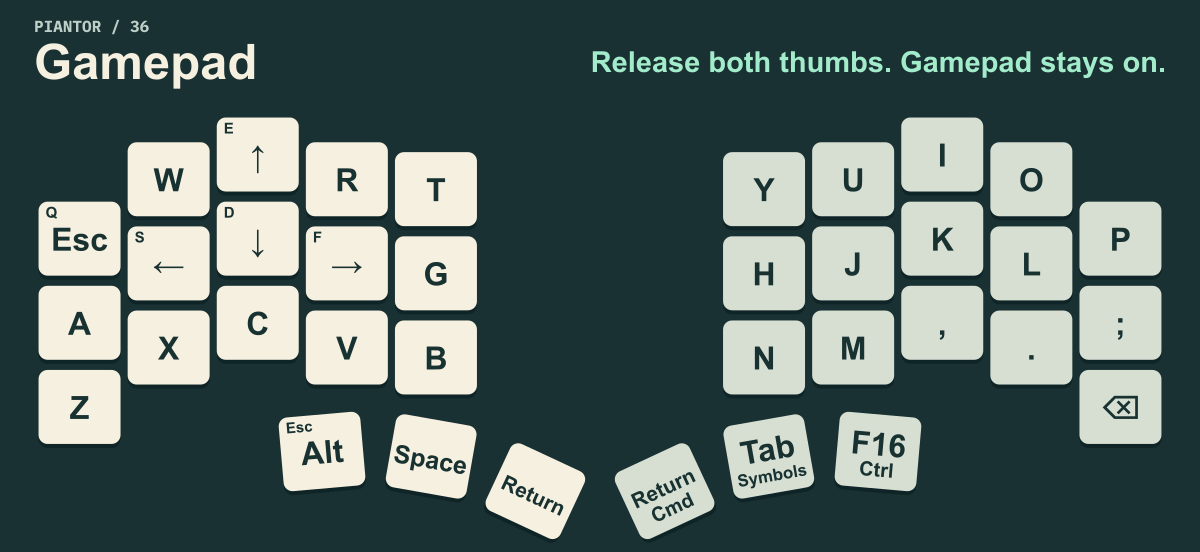 PIANTOR / 36
Gamepad
Release both thumbs. Gamepad stays on.
Q
Esc
W
E
↑
R
T
A
S
←
D
↓
F
→
G
Z
X
C
V
B
Esc
Alt
Space
Return
Y
U
I
O
P
H
J
K
L
;
N
M
,
.
⌫
Return
Cmd
Tab
Symbols
F16
Ctrl